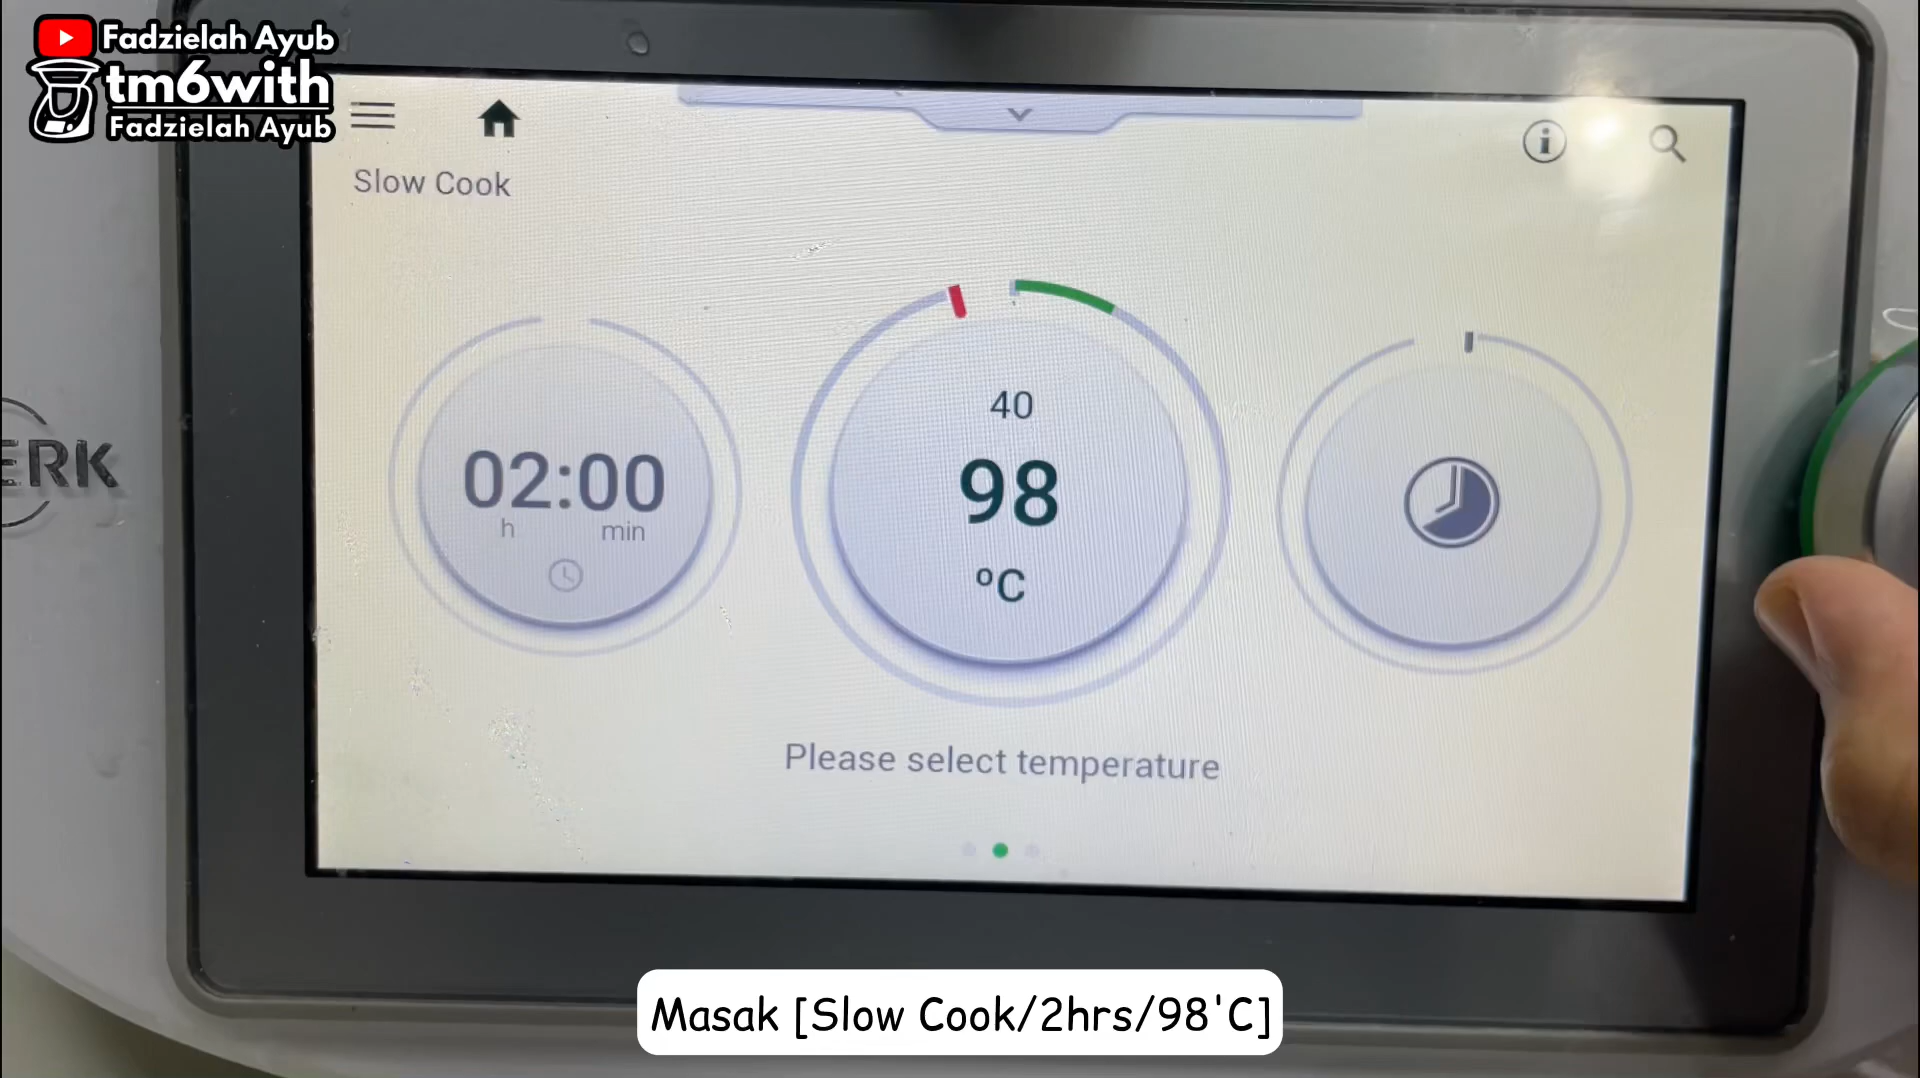 Fadzielah Ayub
tm6with
Fadzielah Ayub
Slow Cook
02:00
h min
40
98
°C
Please select temperature
ERK
Masak [Slow Cook/2hrs/98'C]